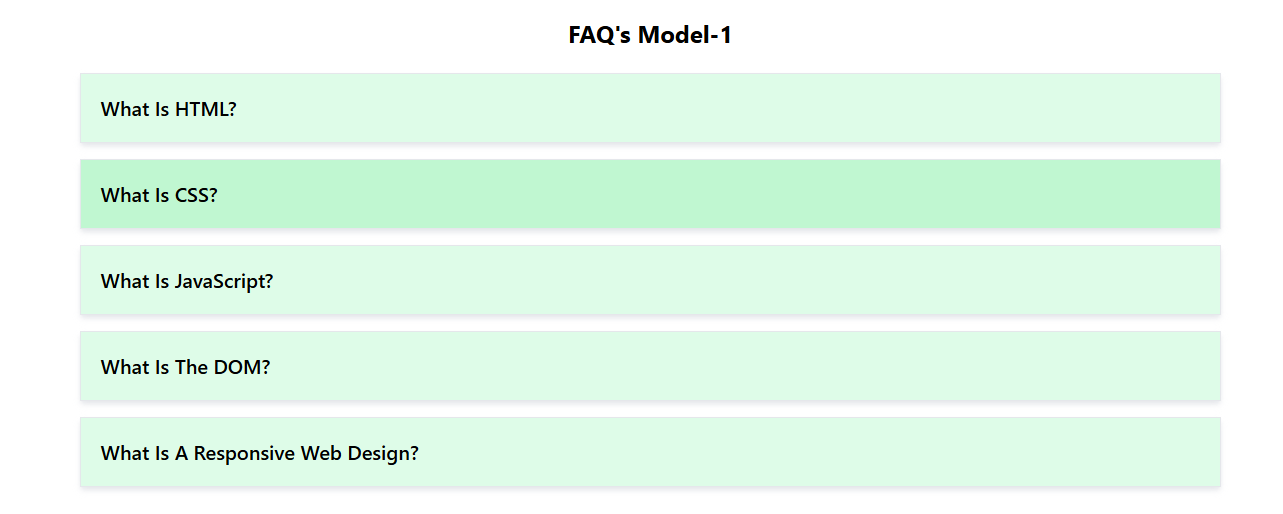 FAQ's Model-1
What Is HTML?
What Is CSS?
What Is JavaScript?
What Is The DOM?
What Is A Responsive Web Design?